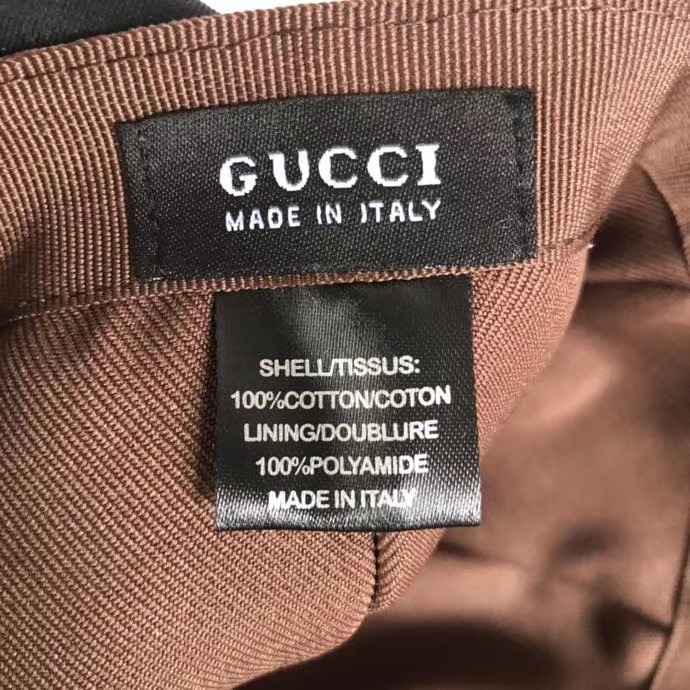 GUCCI
MADE IN ITALY
SHELL/TISSUS:
100%COTTON/COTON
LINING/DOUBLURE
100%POLYAMIDE
MADE IN ITALY